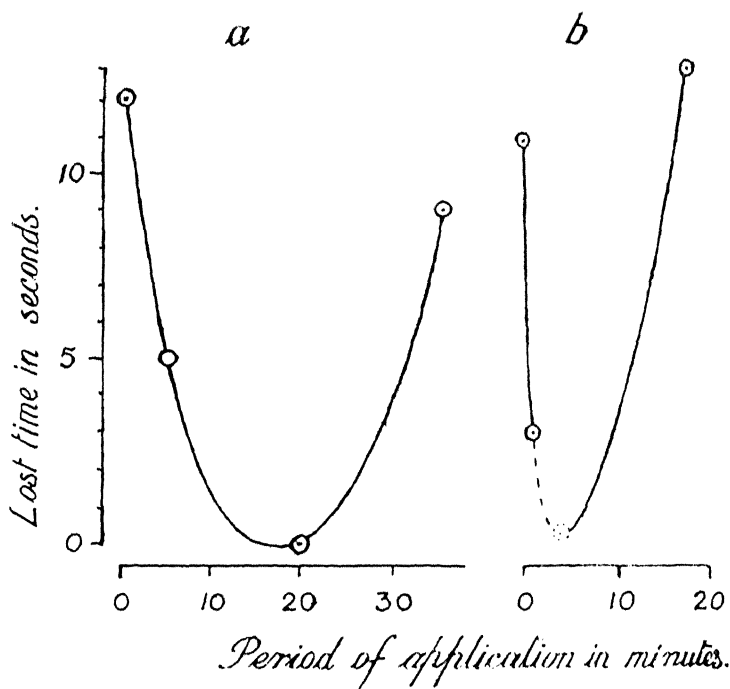 a
b
10
5
0
Lost time in seconds.
0 10 20 30
0 10 20
Period of application in minutes.